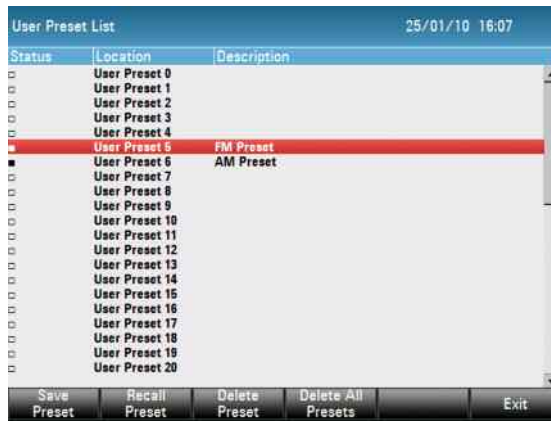 User Preset List 25/01/10 16:07
Status Location Description
User Preset 0
User Preset 1
User Preset 2
User Preset 3
User Preset 4
User Preset 5 FM Preset
User Preset 6 AM Preset
User Preset 7
User Preset 8
User Preset 9
User Preset 10
User Preset 11
User Preset 12
User Preset 13
User Preset 14
User Preset 15
User Preset 16
User Preset 17
User Preset 18
User Preset 19
User Preset 20
Save Recall Delete Delete All
Preset Preset Preset Presets Exit